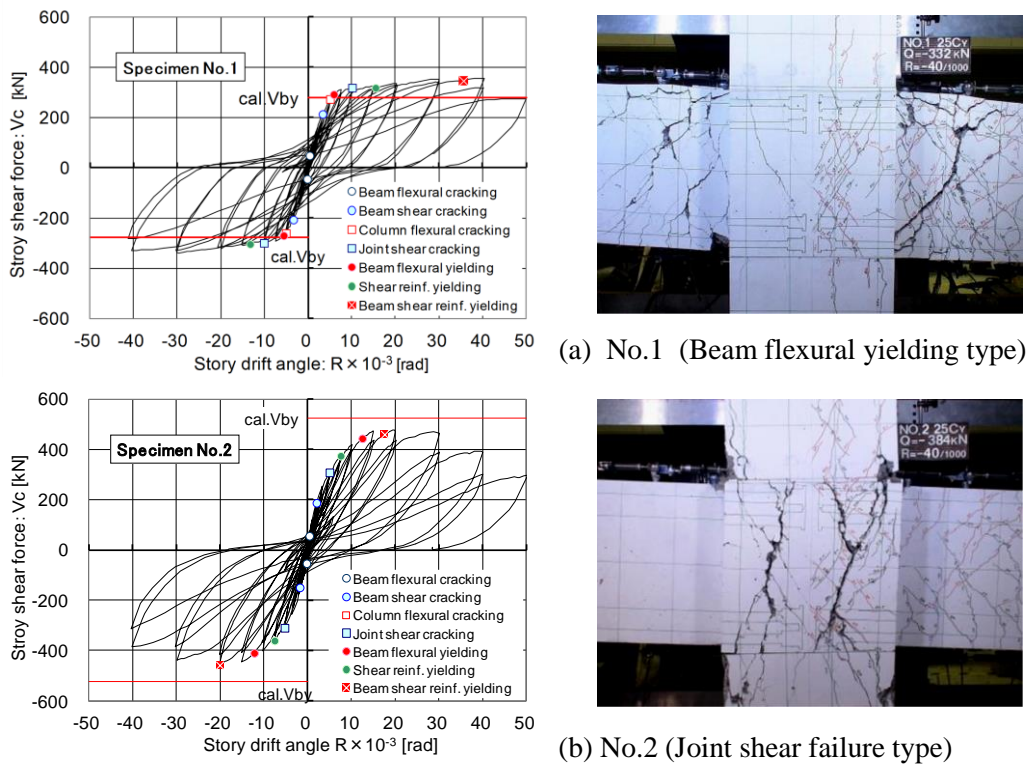 600
400
200
0
-200
-400
-600
Stroy shear force: Vc [kN]
Specimen No.1
cal.Vby
cal.Vby
Beam flexural cracking
Beam shear cracking
Column flexural cracking
Joint shear cracking
Beam flexural yielding
Shear reinf. yielding
Beam shear reinf. yielding
-50 -40 -30 -20 -10 0 10 20 30 40 50
Story drift angle: R × 10⁻³ [rad]
NO.1 25Cy
Q=-332KN
R=-40/1000
(a) No.1 (Beam flexural yielding type)
600
400
200
0
-200
-400
-600
Stroy shear force: Vc [kN]
cal.Vby
Specimen No.2
Beam flexural cracking
Beam shear cracking
Column flexural cracking
Joint shear cracking
Beam flexural yielding
Shear reinf. yielding
Beam shear reinf. yielding
cal.Vby
-50 -40 -30 -20 -10 0 10 20 30 40 50
Story drift angle R × 10⁻³ [rad]
NO.2 25Cy
Q=-384KN
R=-40/1000
(b) No.2 (Joint shear failure type)